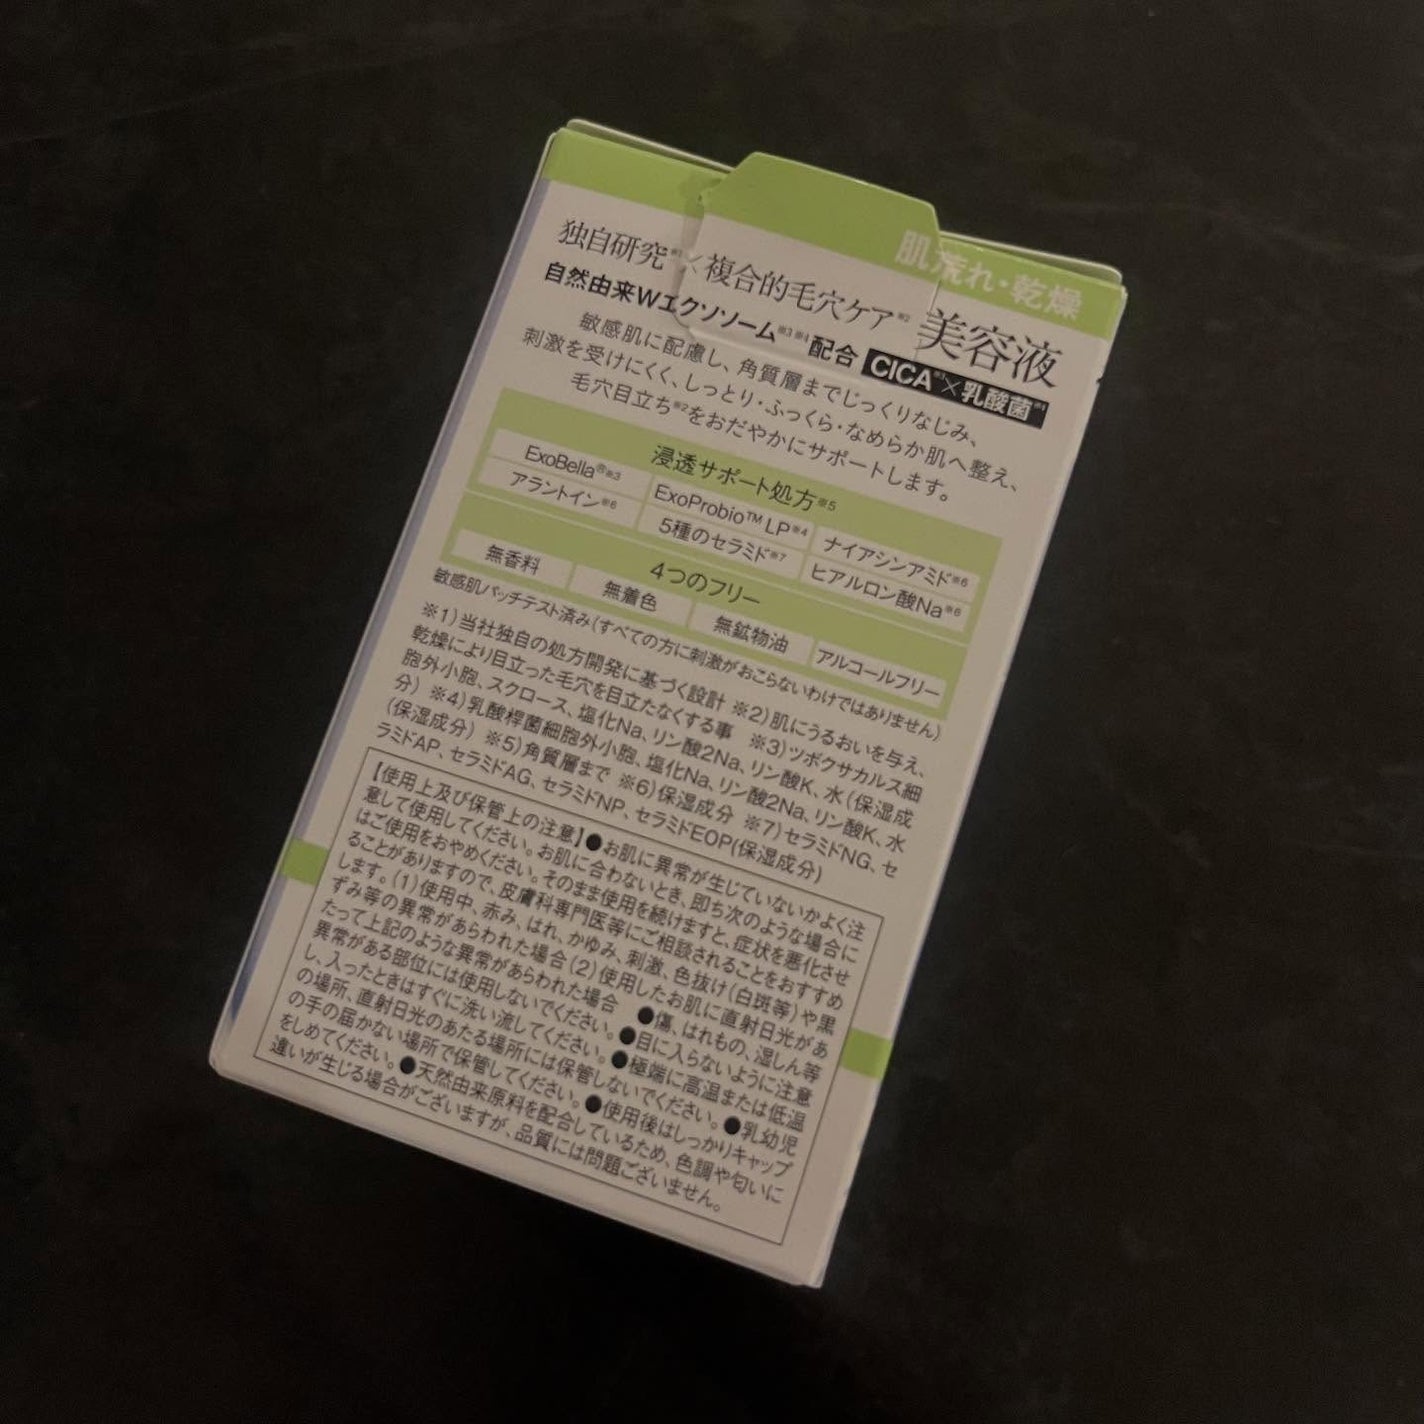 肌荒れ・乾燥
独自研究※1×複合的毛穴ケア※2 美容液
自然由来Wエクソソーム※3 ※4配合 CICA※3×乳酸菌※4
敏感肌に配慮し、角質層までじっくりなじみ、
刺激を受けにくく、しっとり・ふっくら・なめらか肌へ整え、
毛穴目立ち※2をおだやかにサポートします。
浸透サポート処方※5
ExoBella®※3 ExoProbio™ LP※4 ナイアシンアミド※6
アラントイン※6 5種のセラミド※7 ヒアルロン酸Na※6
4つのフリー
無香料 無着色 無鉱物油 アルコールフリー
敏感肌パッチテスト済み(すべての方に刺激がおこらないわけではありません)
※1)当社独自の処方開発に基づく設計 ※2)肌にうるおいを与え、
乾燥により目立った毛穴を目立たなくする事 ※3)ツボクサカルス細
胞外小胞、スクロース、塩化Na、リン酸2Na、リン酸K、水(保湿成
分) ※4)乳酸桿菌細胞外小胞、塩化Na、リン酸2Na、リン酸K、水
(保湿成分) ※5)角質層まで ※6)保湿成分 ※7)セラミドNG、セ
ラミドAP、セラミドAG、セラミドNP、セラミドEOP(保湿成分)
【使用上及び保管上の注意】●お肌に異常が生じていないかよく注
意して使用してください。お肌に合わないとき、即ち次のような場合に
はご使用をおやめください。そのまま使用を続けますと、症状を悪化させ
ることがありますので、皮膚科専門医等にご相談されることをおすすめ
します。(1)使用中、赤み、はれ、かゆみ、刺激、色抜け(白斑等)や黒
ずみ等の異常があらわれた場合(2)使用したお肌に直射日光があ
たって上記のような異常があらわれた場合 ●傷、はれもの、湿しん等
異常がある部位には使用しないでください。●目に入らないように注意
し、入ったときはすぐに洗い流してください。●極端に高温または低温
の場所、直射日光のあたる場所には保管しないでください。●乳幼児
の手の届かない場所で保管してください。●使用後はしっかりキャップ
をしめてください。●天然由来原料を配合しているため、色調や匂いに
違いが生じる場合がございますが、品質には問題ございません。